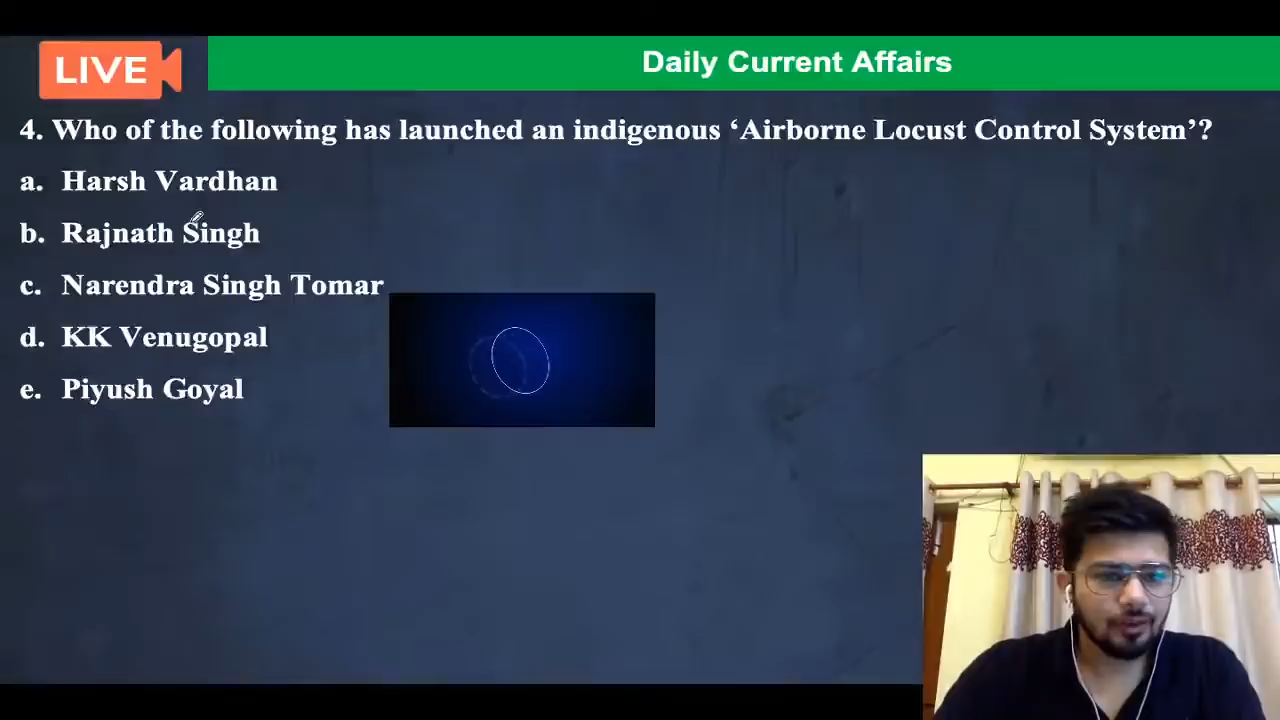 LIVE
Daily Current Affairs
4. Who of the following has launched an indigenous ‘Airborne Locust Control System’?
a. Harsh Vardhan
b. Rajnath Singh
c. Narendra Singh Tomar
d. KK Venugopal
e. Piyush Goyal